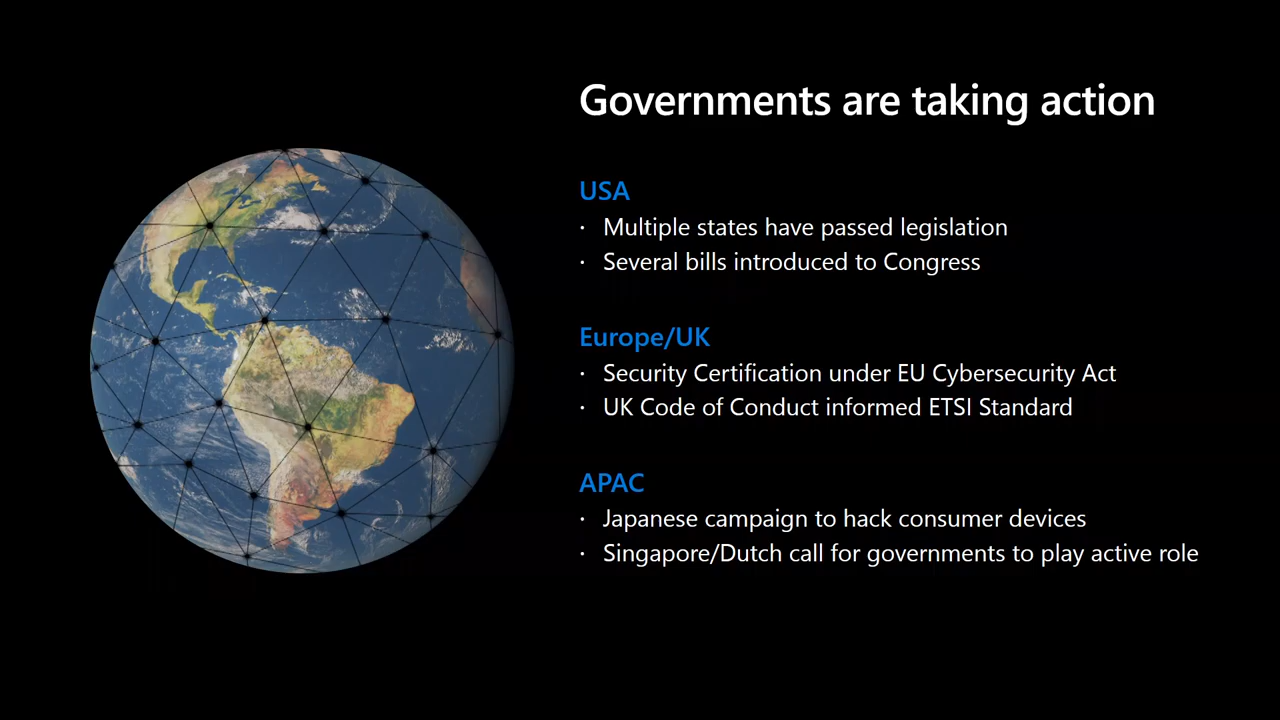 Governments are taking action
USA
· Multiple states have passed legislation
· Several bills introduced to Congress
Europe/UK
· Security Certification under EU Cybersecurity Act
· UK Code of Conduct informed ETSI Standard
APAC
· Japanese campaign to hack consumer devices
· Singapore/Dutch call for governments to play active role